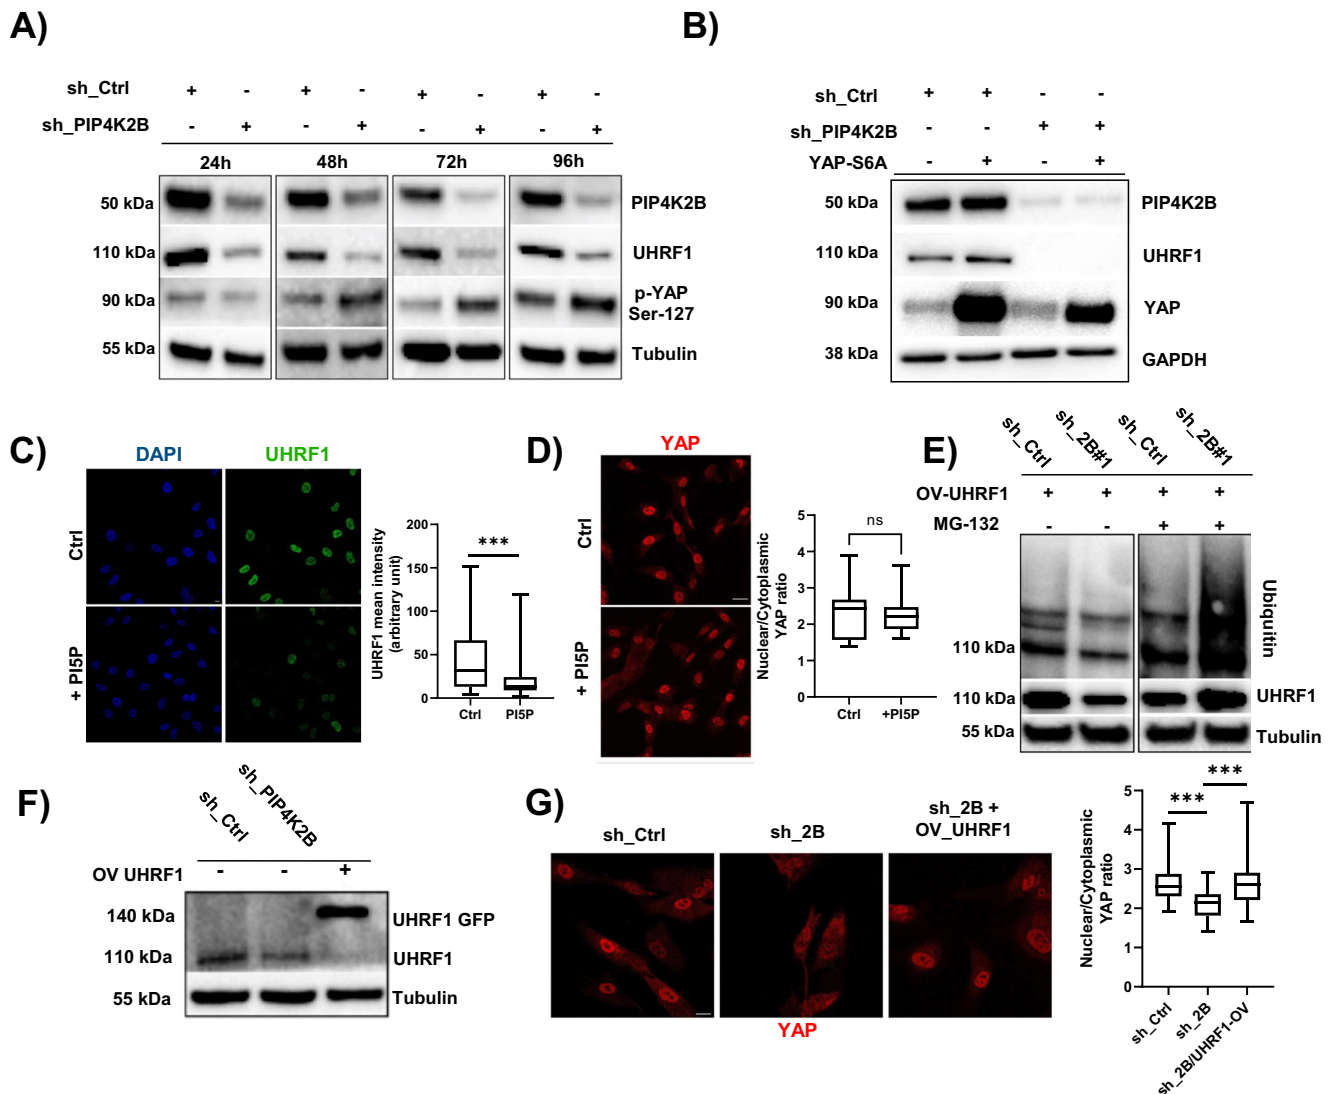 A)
sh_Ctrl + - + - + - + -
sh_PIP4K2B - + - + - + - +
24h 48h 72h 96h
50 kDa PIP4K2B
110 kDa UHRF1
90 kDa p-YAP
Ser-127
55 kDa Tubulin
B)
sh_Ctrl + + - -
sh_PIP4K2B - - + +
YAP-S6A - + - +
50 kDa PIP4K2B
110 kDa UHRF1
90 kDa YAP
38 kDa GAPDH
C)
DAPI UHRF1
Ctrl
+ PI5P
UHRF1 mean intensity
(arbitrary unit)
200
150
100
50
0
***
Ctrl PI5P
D)
YAP
Ctrl
+ PI5P
Nuclear/Cytoplasmic
YAP ratio
5
4
3
2
1
0
ns
Ctrl +PI5P
E)
sh_Ctrl sh_2B#1 sh_Ctrl sh_2B#1
OV-UHRF1 + + + +
MG-132 - - + +
110 kDa Ubiquitin
110 kDa UHRF1
55 kDa Tubulin
F)
sh_Ctrl sh_PIP4K2B
OV UHRF1 - - +
140 kDa UHRF1 GFP
110 kDa UHRF1
55 kDa Tubulin
G)
sh_Ctrl sh_2B sh_2B +
OV_UHRF1
YAP
Nuclear/Cytoplasmic
YAP ratio
5
4
3
2
1
0
*** ***
sh_Ctrl sh_2B sh_2B/UHRF1-OV